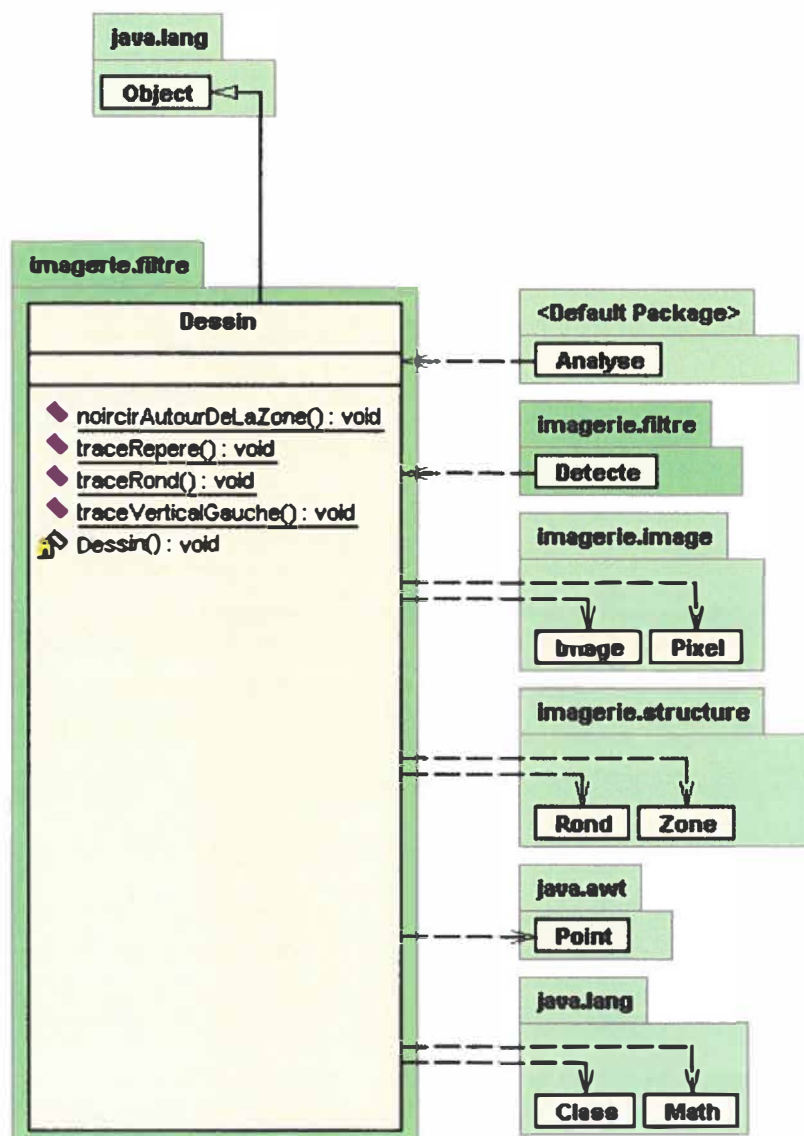 java.lang
Object
imagerie.filtre
Dessin
noircirAutourDeLaZone() : void
traceRepere() : void
traceRond() : void
traceVerticalGauche() : void
Dessin() : void
<Default Package>
Analyse
imagerie.filtre
Detecte
imagerie.image
Image Pixel
imagerie.structure
Rond Zone
java.awt
Point
java.lang
Class Math